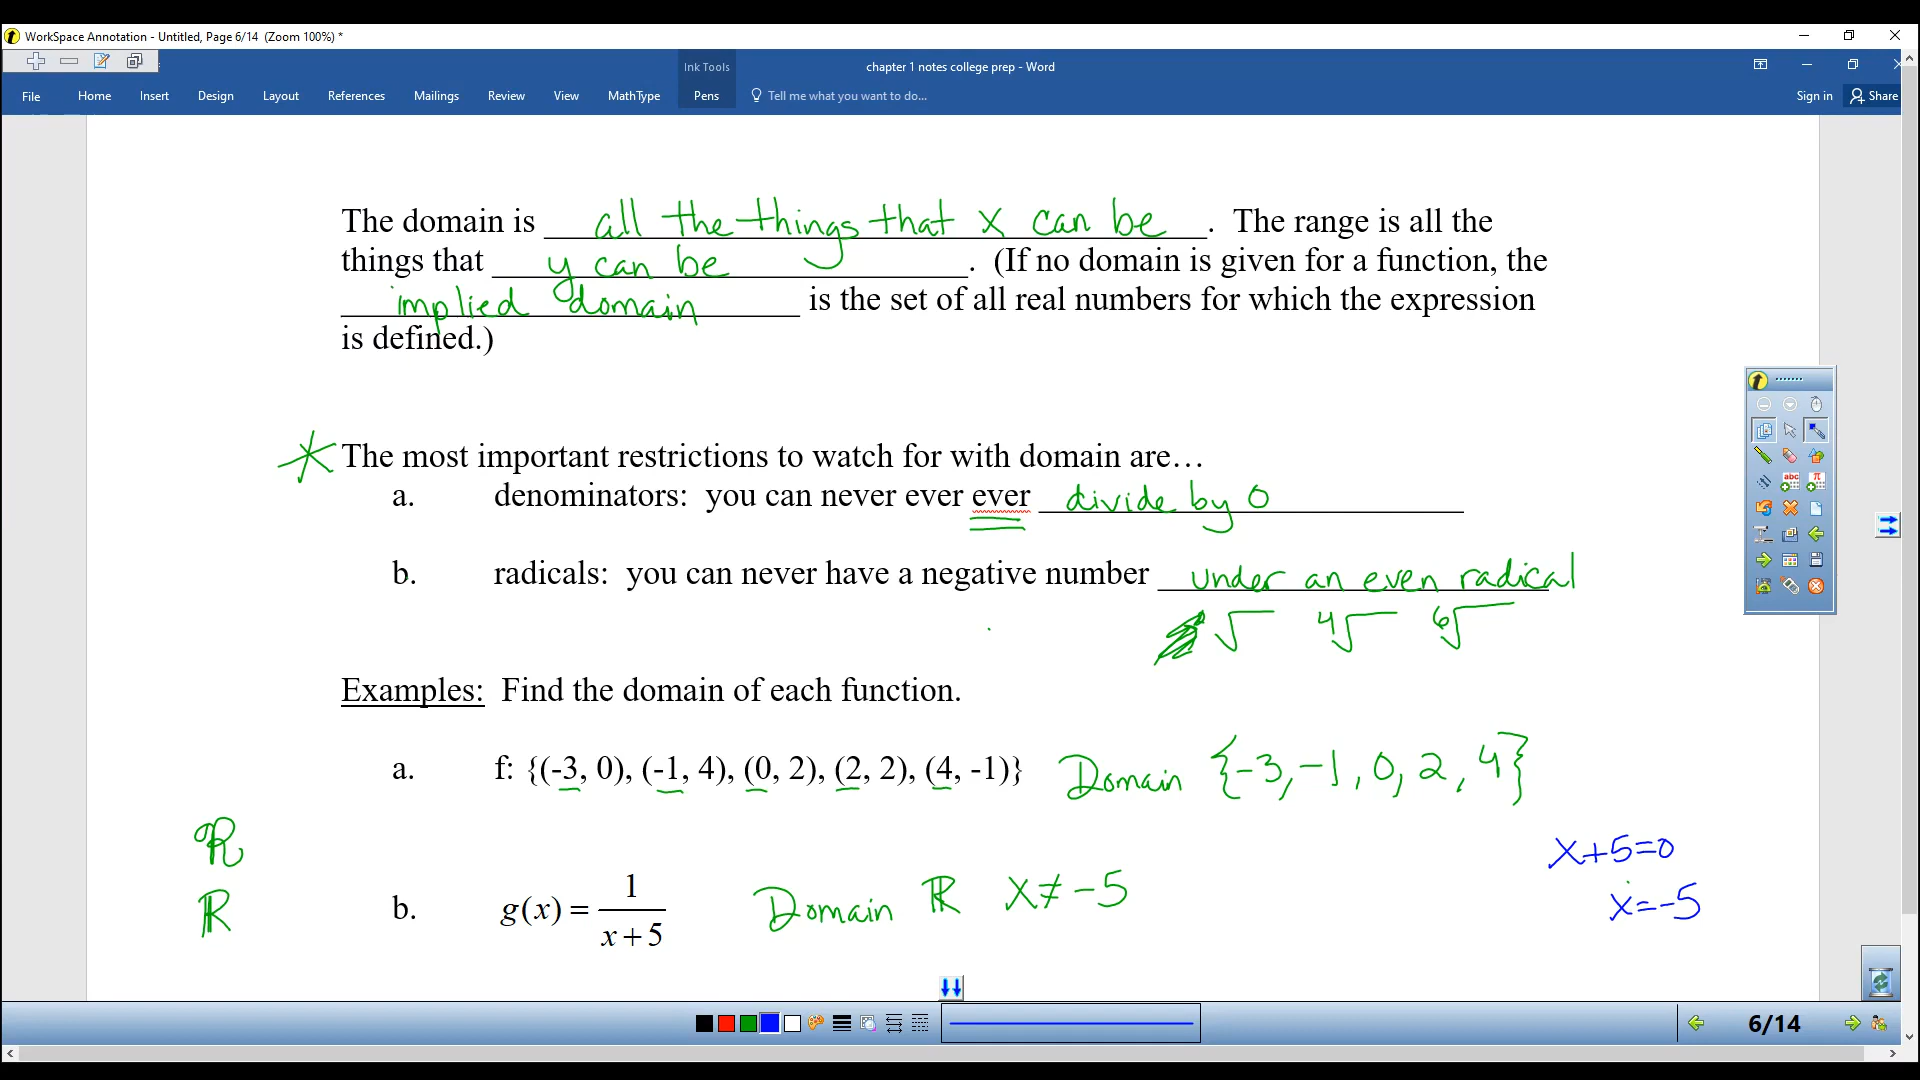 WorkSpace Annotation - Untitled, Page 6/14 (Zoom 100%) *
Ink Tools
chapter 1 notes college prep - Word
File Home Insert Design Layout References Mailings Review View MathType Pens Tell me what you want to do... Sign in Share
The domain is all the things that x can be. The range is all the
things that y can be. (If no domain is given for a function, the
implied domain is the set of all real numbers for which the expression
is defined.)
* The most important restrictions to watch for with domain are…
a. denominators: you can never ever ever divide by 0
b. radicals: you can never have a negative number under an even radical
√ 4√ 6√
Examples: Find the domain of each function.
a. f: {(-3, 0), (-1, 4), (0, 2), (2, 2), (4, -1)} Domain {-3, -1, 0, 2, 4}
ℝ
x+5=0
ℝ b. g(x) = 1/(x+5) Domain ℝ x≠-5
x=-5
6/14